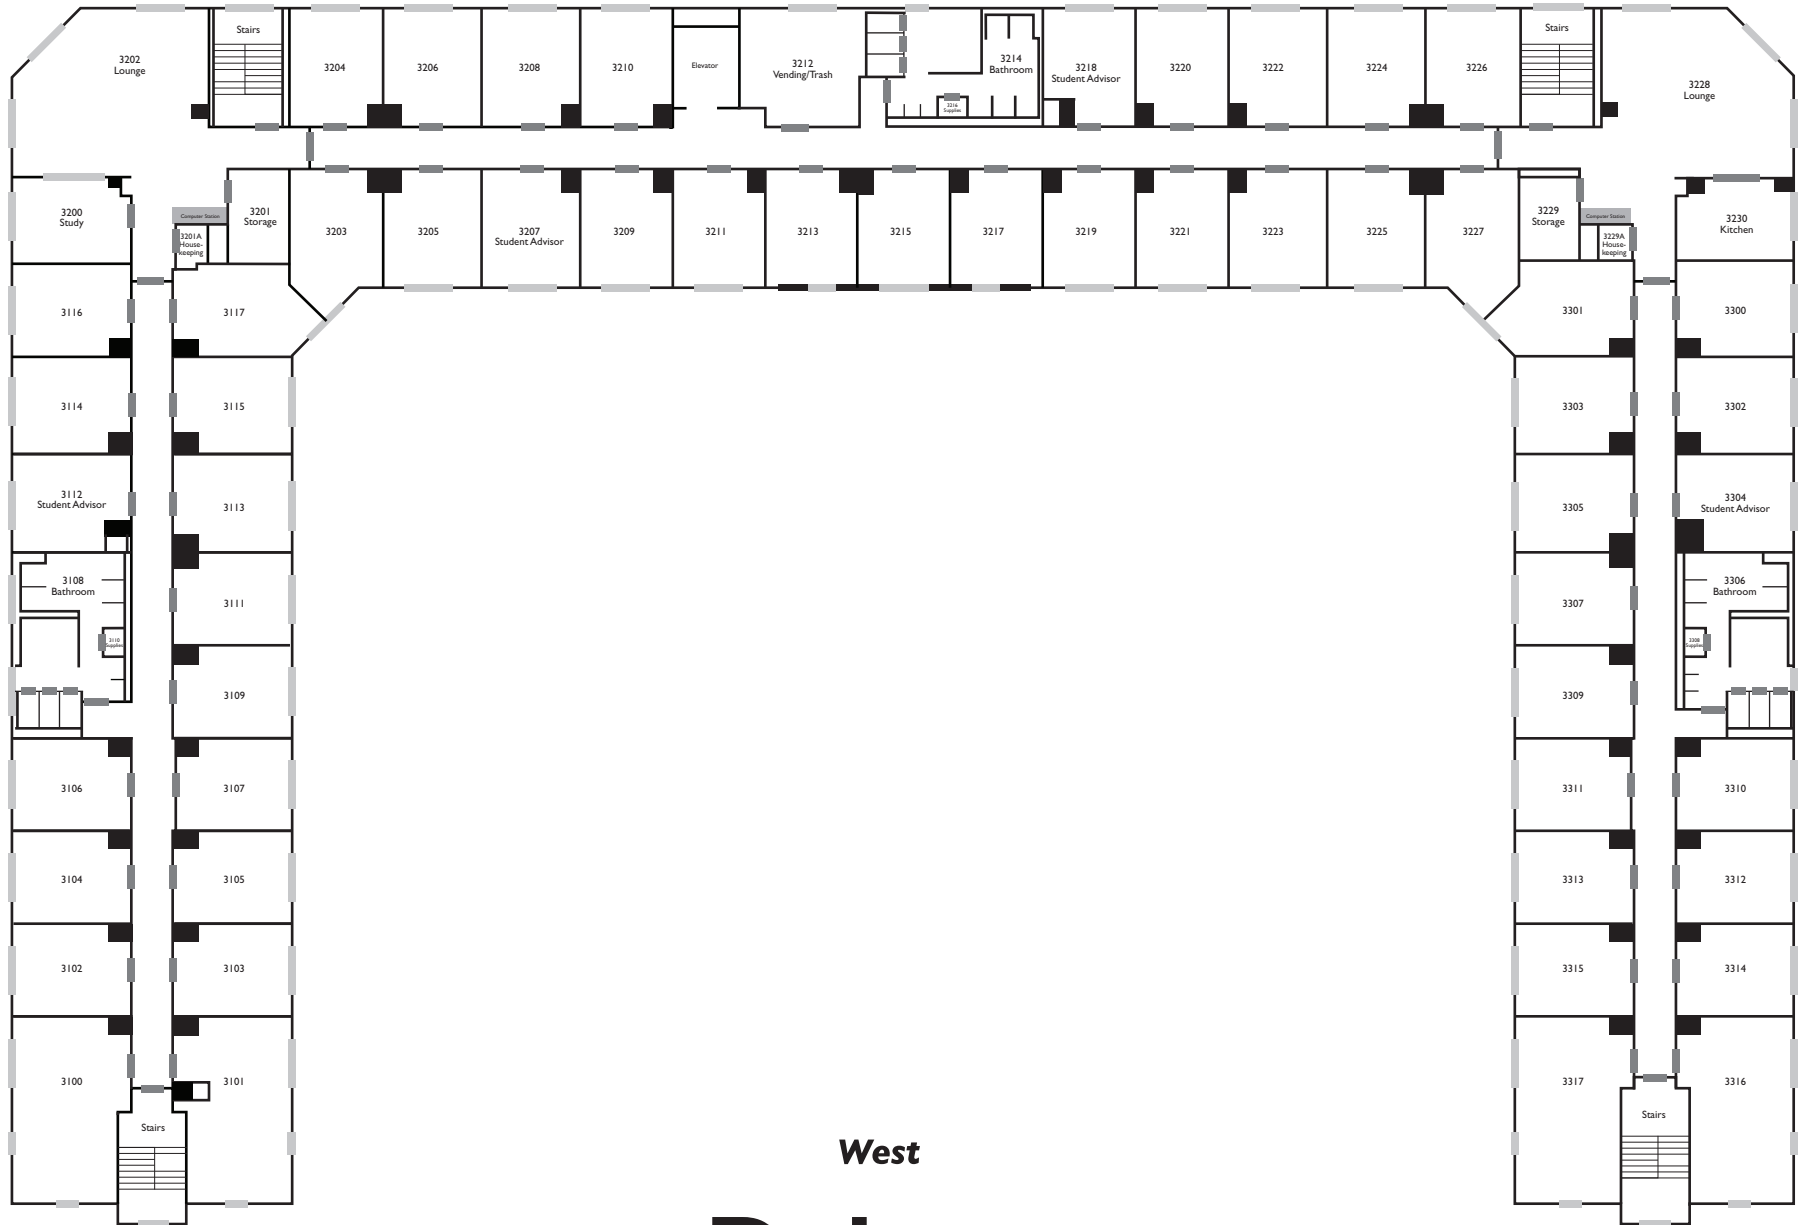 Stairs
Stairs
3202
Lounge
3204
3206
3208
3210
Elevator
3212
Vending/Trash
3214
Bathroom
3216
Supplies
3218
Student Advisor
3220
3222
3224
3226
3228
Lounge
3200
Study
Computer Station
3201
Storage
3201A
House-
keeping
3203
3205
3207
Student Advisor
3209
3211
3213
3215
3217
3219
3221
3223
3225
3227
3229
Storage
Computer Station
3229A
House-
keeping
3230
Kitchen
3116
3117
3301
3300
3114
3115
3303
3302
3112
Student Advisor
3113
3305
3304
Student Advisor
3108
Bathroom
3111
3307
3306
Bathroom
3110
Supplies
3308
Supplies
3109
3309
3106
3107
3311
3310
3104
3105
3313
3312
3102
3103
3315
3314
3100
3101
3317
3316
Stairs
Stairs
West